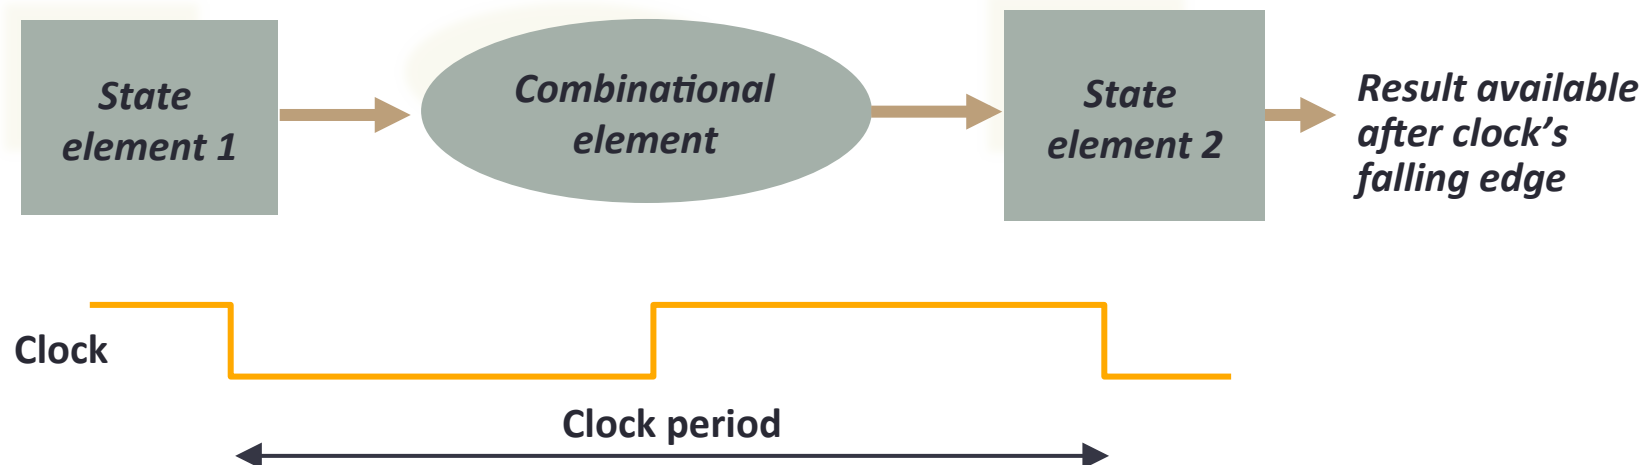 State
element 1
Combinational
element
State
element 2
Result available
after clock's
falling edge
Clock
Clock period